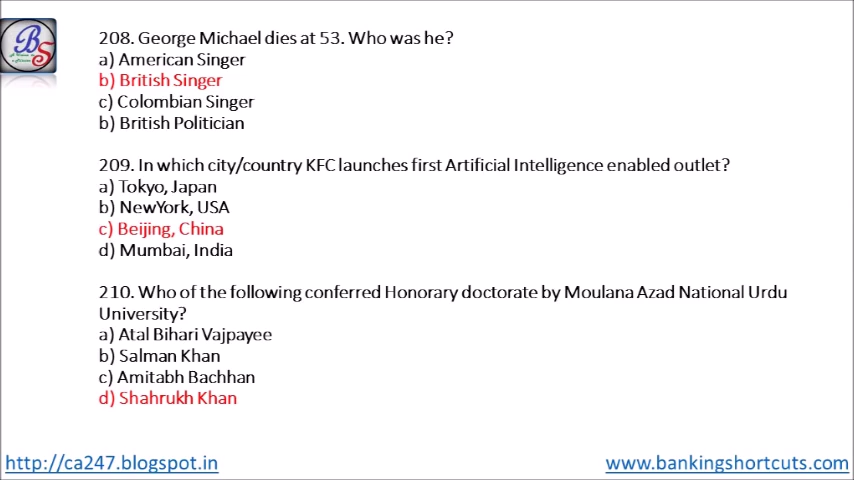 BS
208. George Michael dies at 53. Who was he?
a) American Singer
b) British Singer
c) Colombian Singer
b) British Politician
209. In which city/country KFC launches first Artificial Intelligence enabled outlet?
a) Tokyo, Japan
b) NewYork, USA
c) Beijing, China
d) Mumbai, India
210. Who of the following conferred Honorary doctorate by Moulana Azad National Urdu
University?
a) Atal Bihari Vajpayee
b) Salman Khan
c) Amitabh Bachhan
d) Shahrukh Khan
http://ca247.blogspot.in
www.bankingshortcuts.com